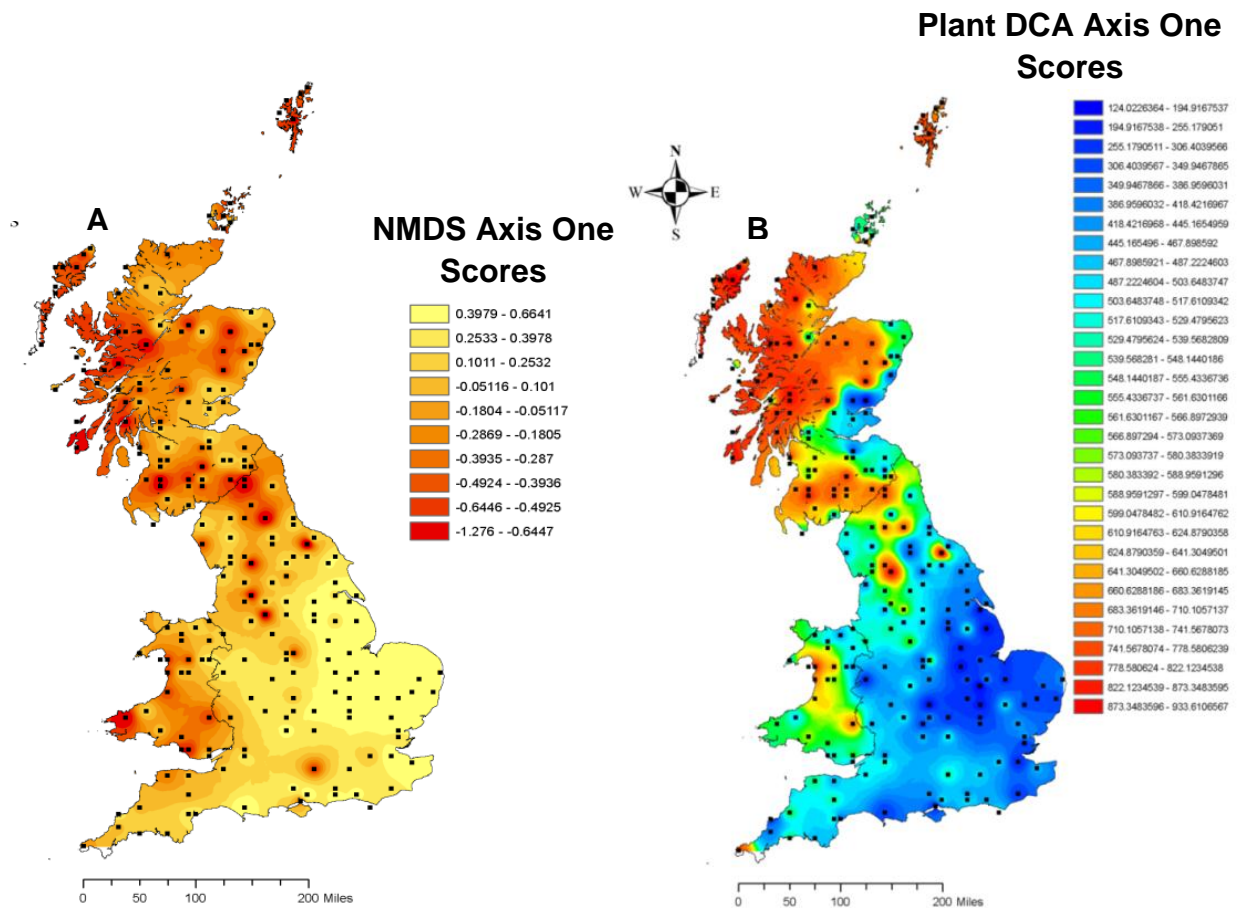 Plant DCA Axis One
Scores
A
NMDS Axis One
Scores
0.3979 - 0.6641
0.2533 - 0.3978
0.1011 - 0.2532
-0.05116 - 0.101
-0.1804 - -0.05117
-0.2869 - -0.1805
-0.3935 - -0.287
-0.4924 - -0.3936
-0.6446 - -0.4925
-1.276 - -0.6447
0 50 100 200 Miles
N
W E
S
B
124.0226364 - 194.9167537
194.9167538 - 255.179051
255.1790511 - 306.4039566
306.4039567 - 349.9467865
349.9467866 - 386.9596031
386.9596032 - 418.4216967
418.4216968 - 445.1654959
445.165496 - 467.898592
467.8985921 - 487.2224603
487.2224604 - 503.6483747
503.6483748 - 517.6109342
517.6109343 - 529.4795623
529.4795624 - 539.5682809
539.568281 - 548.1440186
548.1440187 - 555.4336736
555.4336737 - 561.6301166
561.6301167 - 566.8972939
566.897294 - 573.0937369
573.093737 - 580.3833919
580.383392 - 588.9591296
588.9591297 - 599.0478481
599.0478482 - 610.9164762
610.9164763 - 624.8790358
624.8790359 - 641.3049501
641.3049502 - 660.6288185
660.6288186 - 683.3619145
683.3619146 - 710.1057137
710.1057138 - 741.5678073
741.5678074 - 778.5806239
778.580624 - 822.1234538
822.1234539 - 873.3483595
873.3483596 - 933.6106567
0 50 100 200 Miles